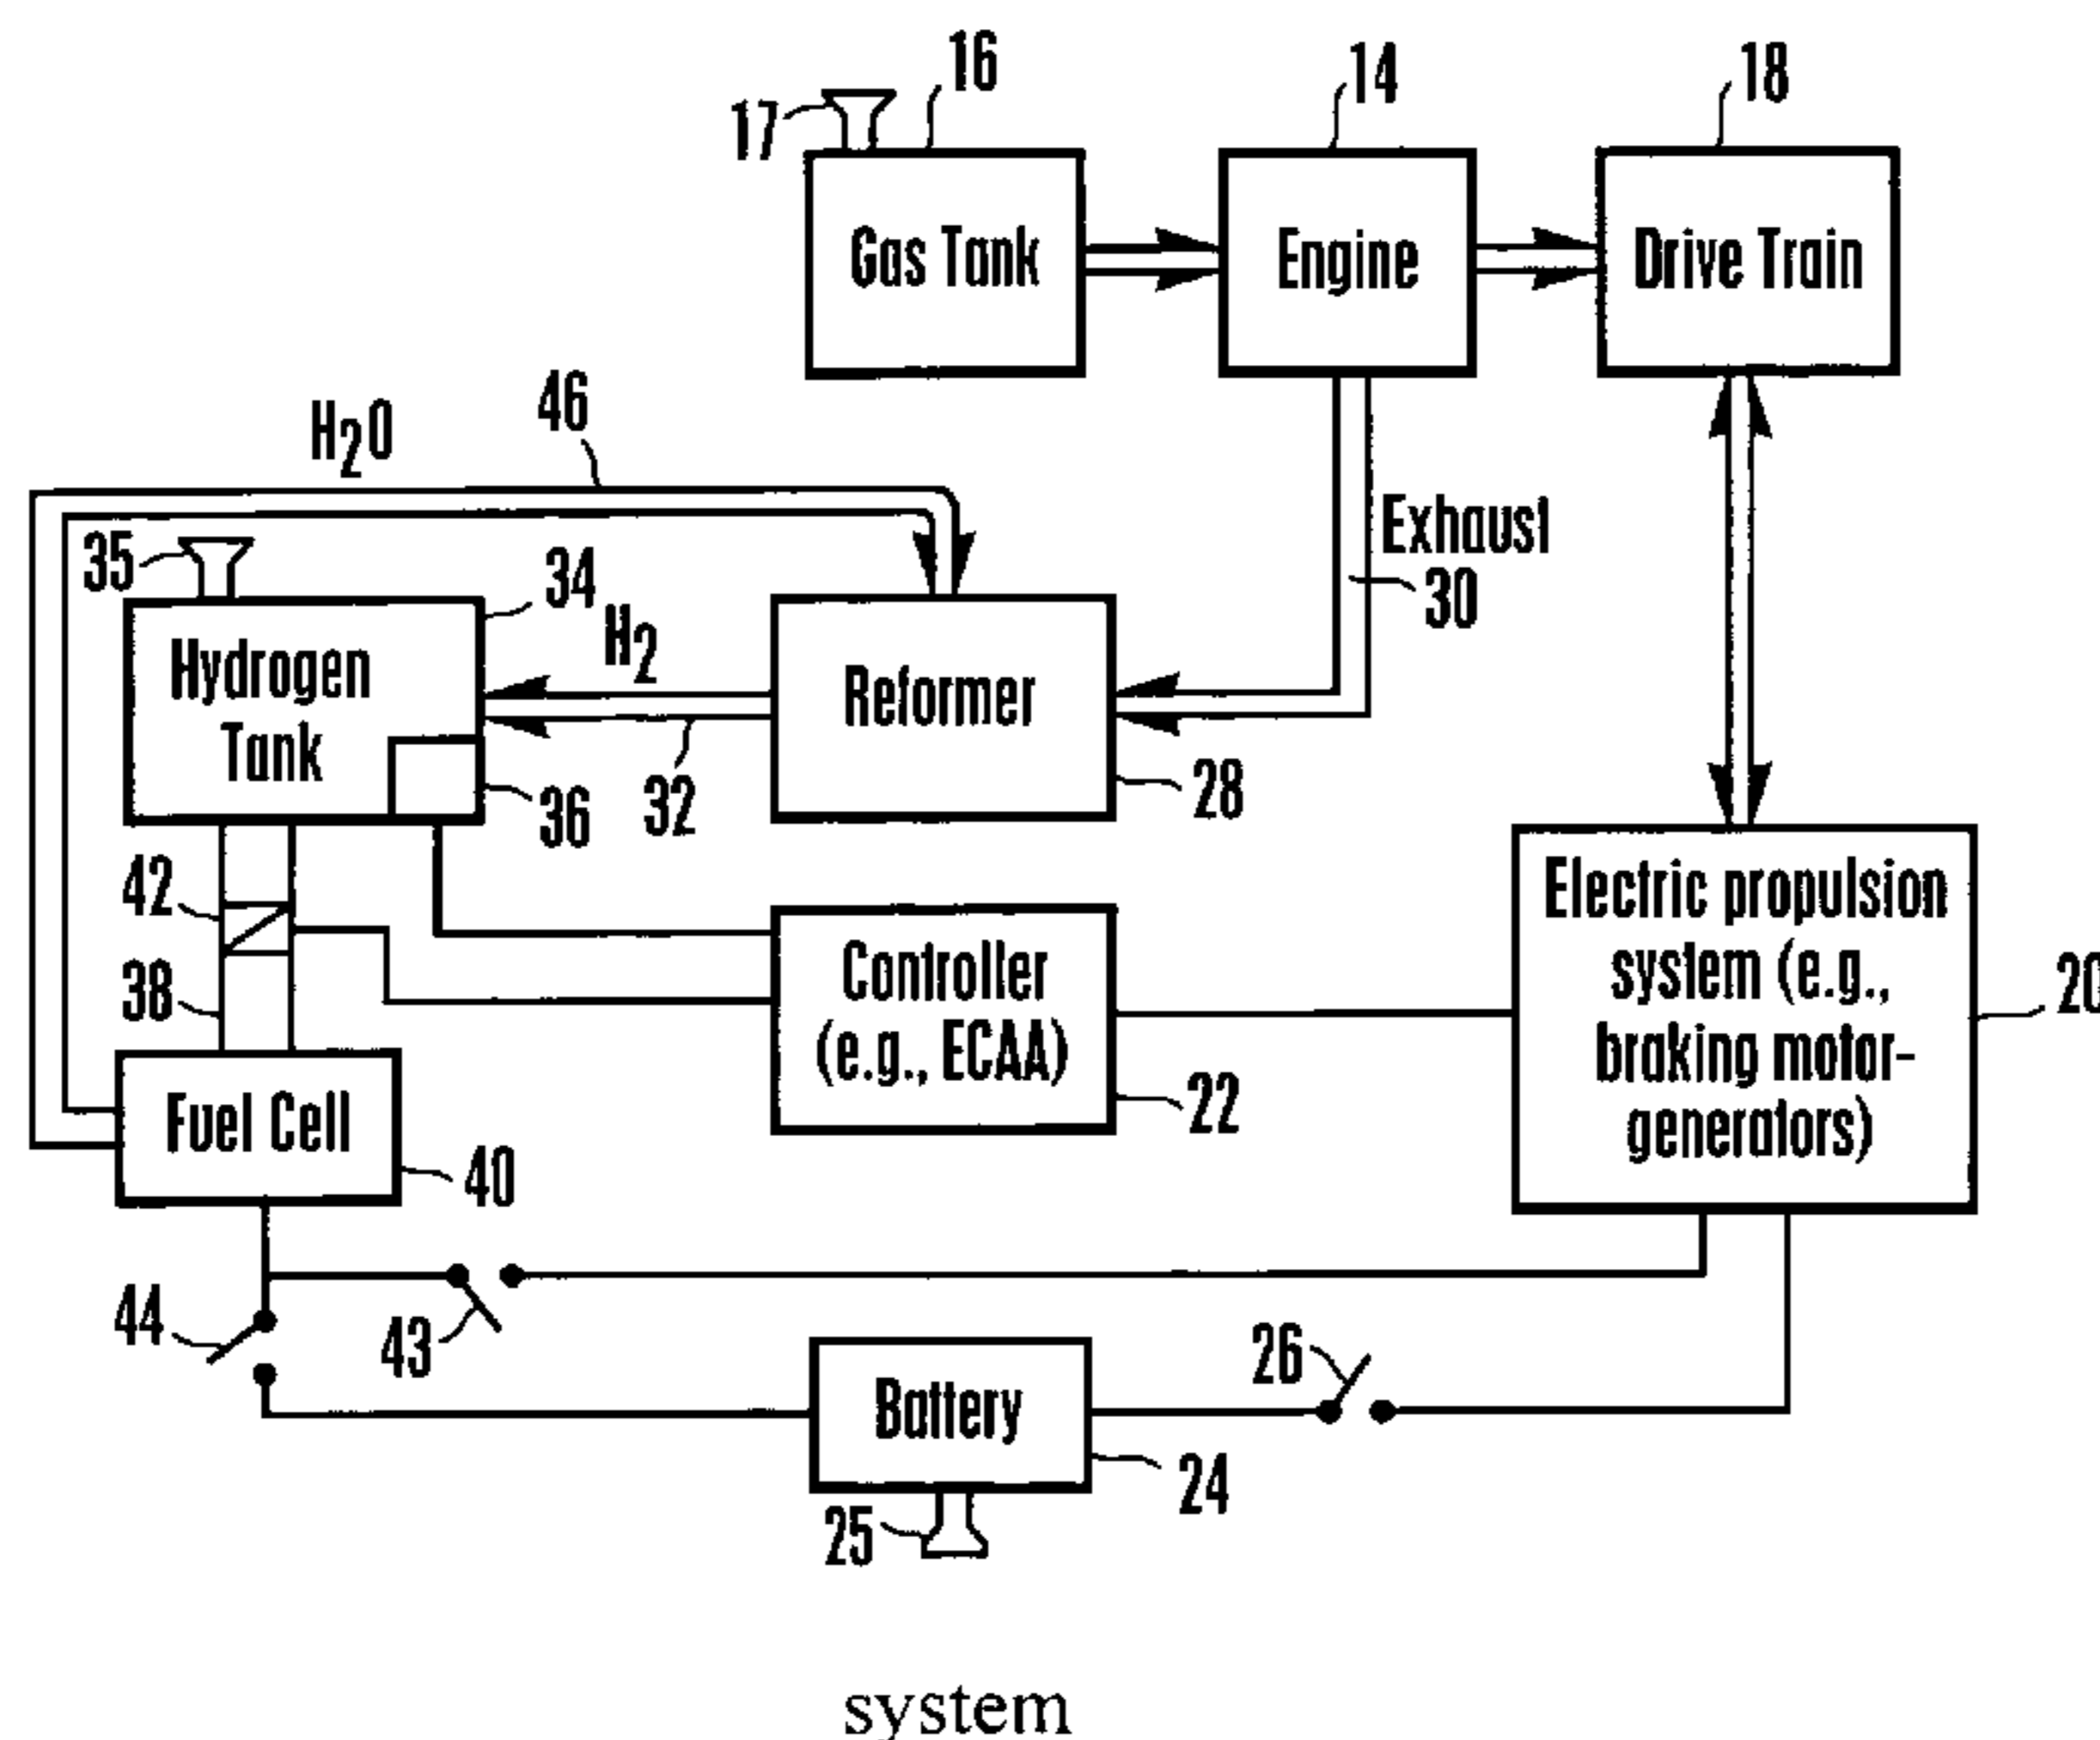 16
14
18
17
Gas Tank
Engine
Drive Train
46
H2O
Exhaust
30
35
34
H2
Hydrogen
Tank
Reformer
36
32
28
42
38
Controller
(e.g., ECAA)
22
Electric propulsion
system (e.g.,
braking motor-
generators)
20
Fuel Cell
40
44
43
26
Battery
24
25
system